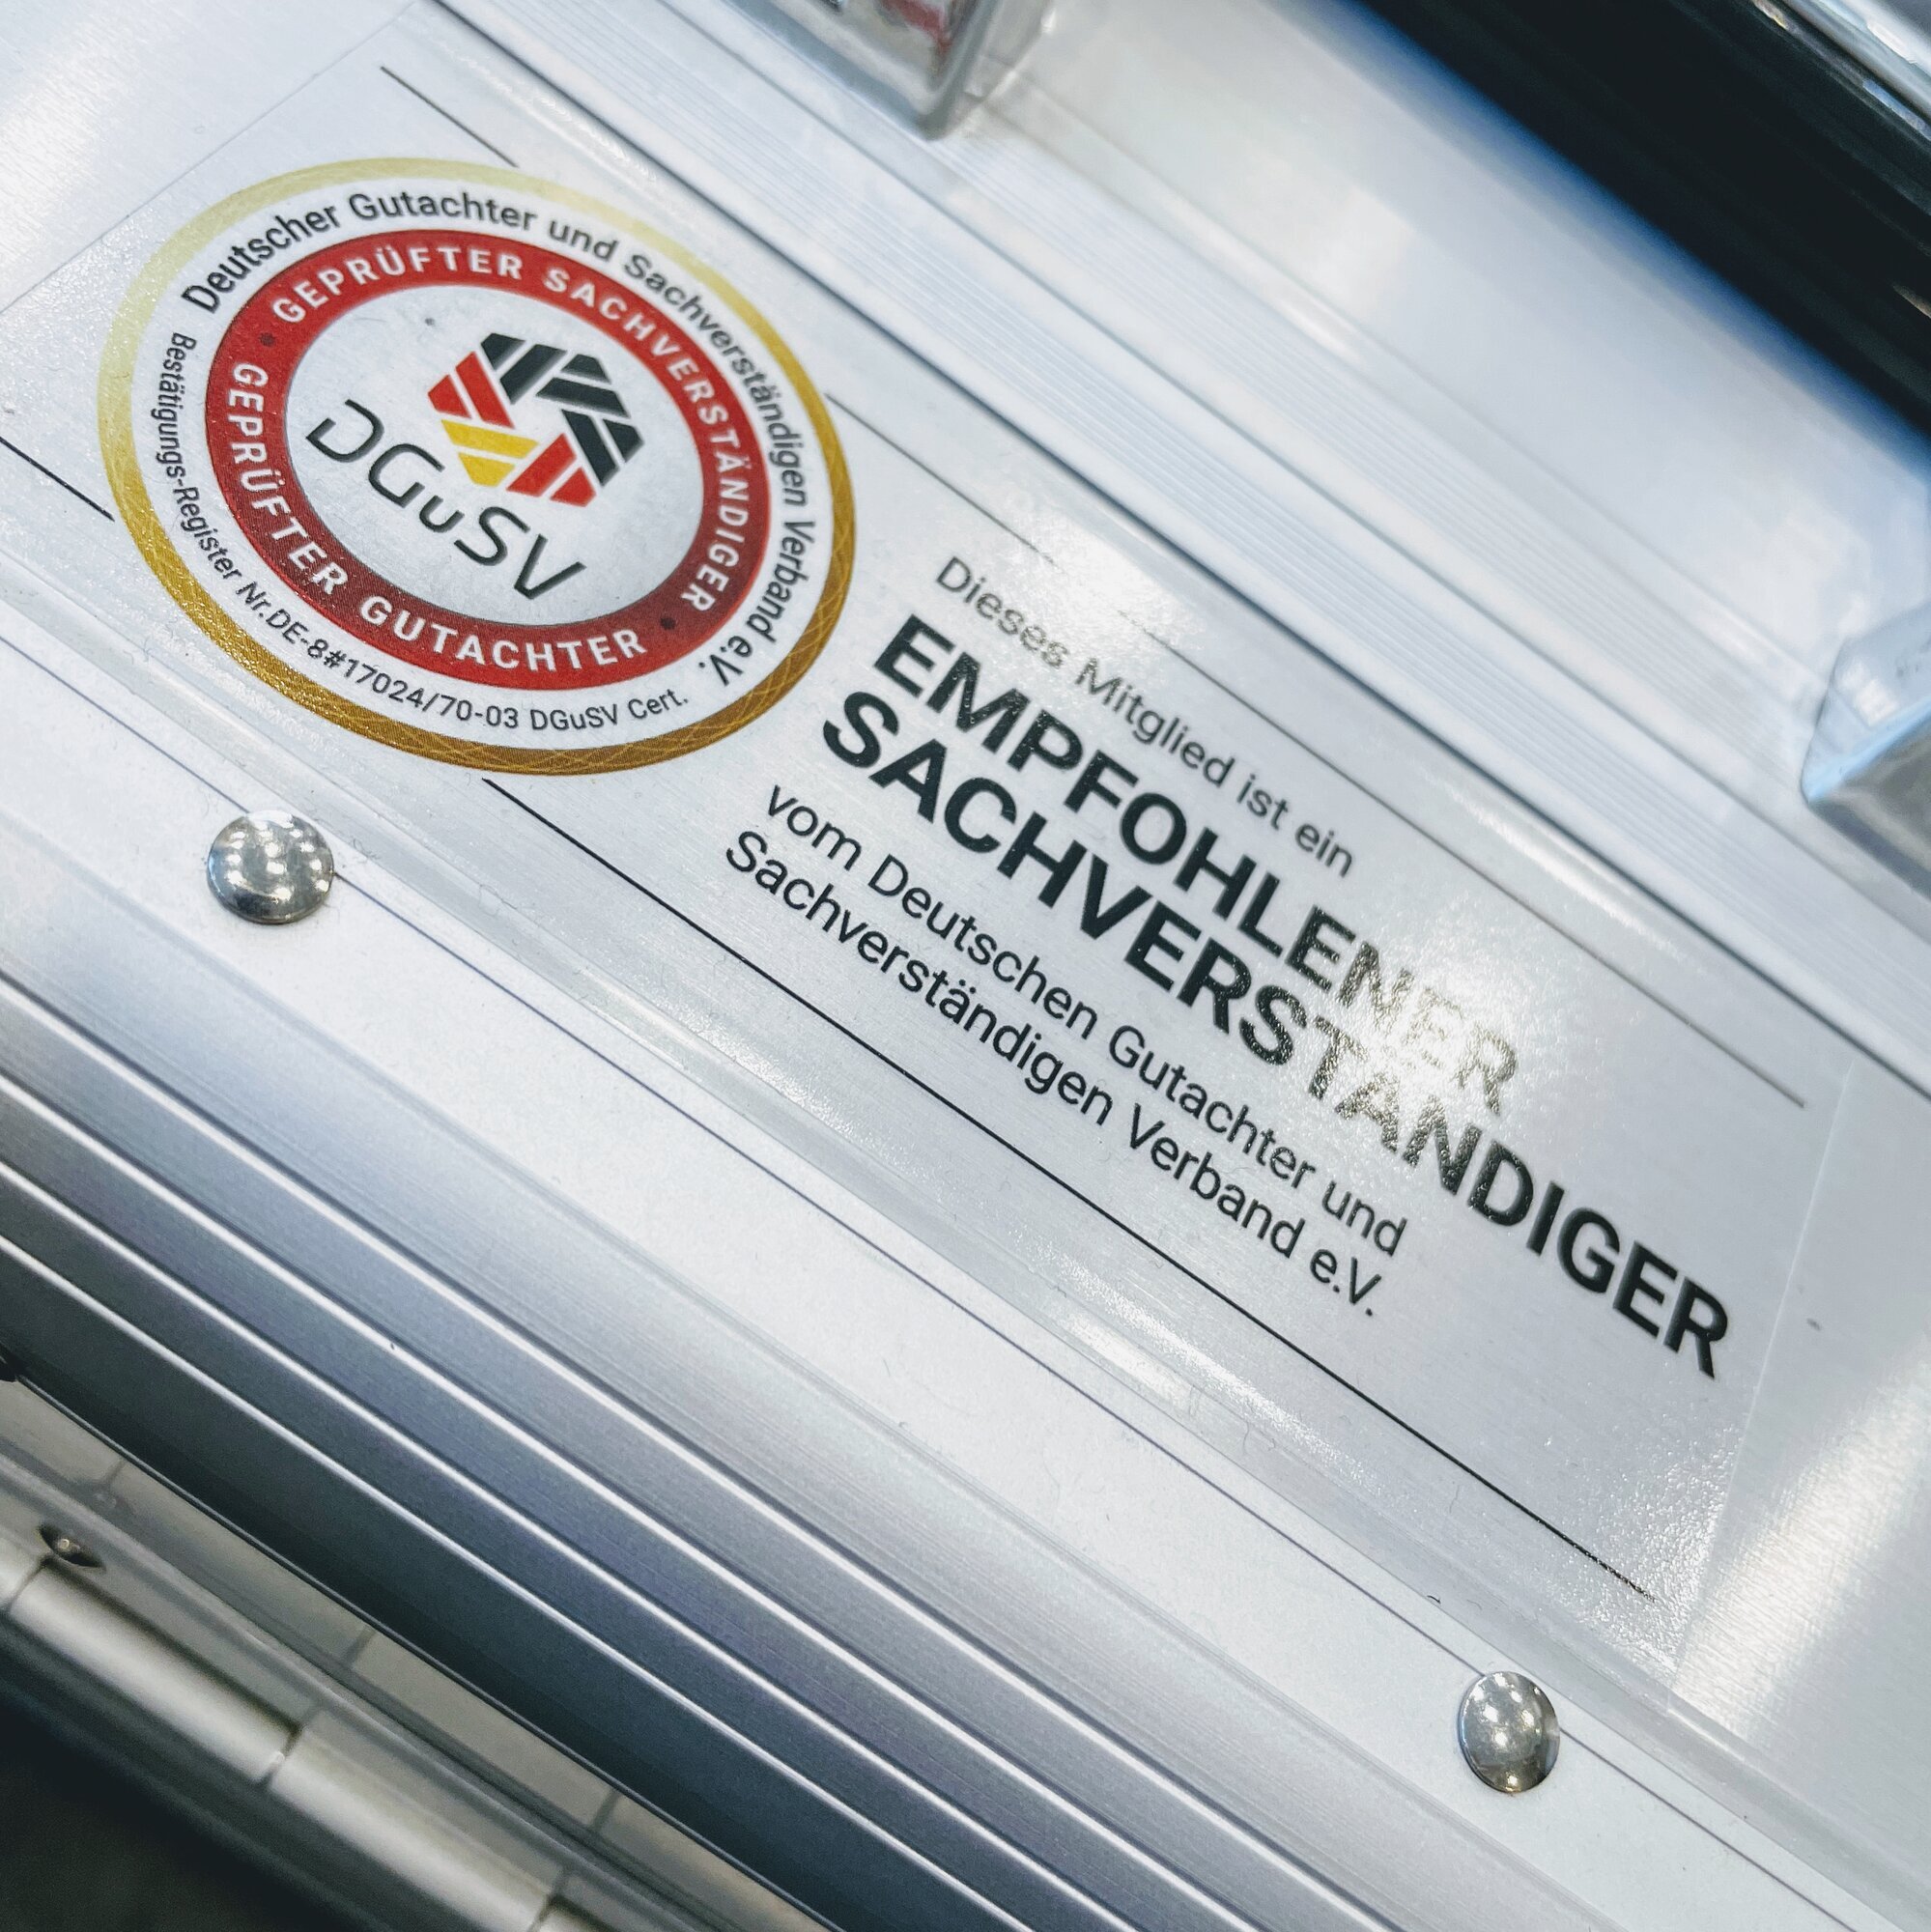 Deutscher Gutachter und Sachverständigen Verband e.V.
GEPRÜFTER SACHVERSTÄNDIGER
DGuSV
GEPRÜFTER GUTACHTER
Bestätigungs-Register Nr.DE-8#17024/70-03 DGuSV Cert.
Dieses Mitglied ist ein
EMPFOHLENER
SACHVERSTÄNDIGER
vom Deutschen Gutachter und
Sachverständigen Verband e.V.